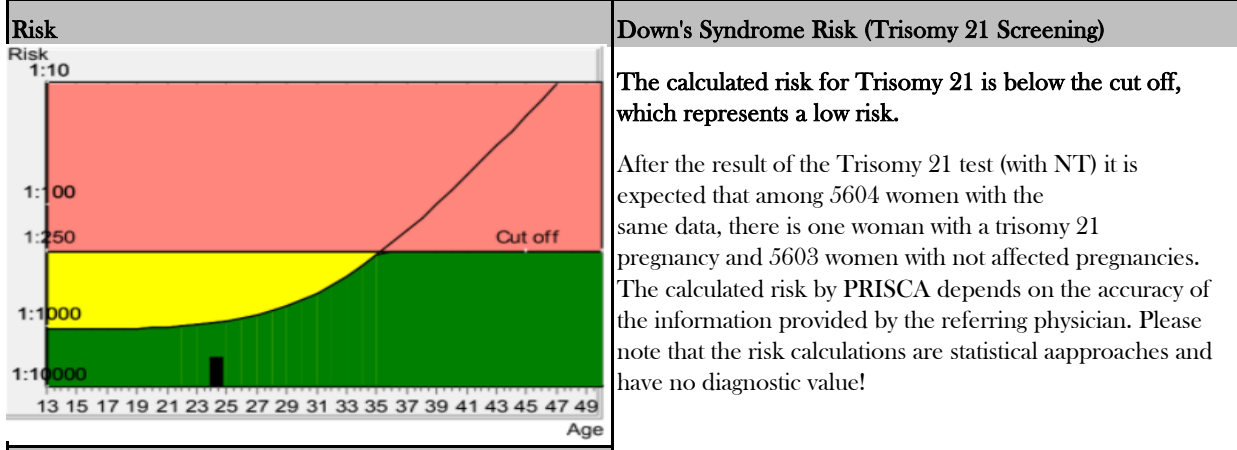 Risk
Down's Syndrome Risk (Trisomy 21 Screening)
Risk
1:10
1:100
1:250
Cut off
1:1000
1:10000
13 15 17 19 21 23 25 27 29 31 33 35 37 39 41 43 45 47 49
Age
The calculated risk for Trisomy 21 is below the cut off,
which represents a low risk.
After the result of the Trisomy 21 test (with NT) it is
expected that among 5604 women with the
same data, there is one woman with a trisomy 21
pregnancy and 5603 women with not affected pregnancies.
The calculated risk by PRISCA depends on the accuracy of
the information provided by the referring physician. Please
note that the risk calculations are statistical aapproaches and
have no diagnostic value!